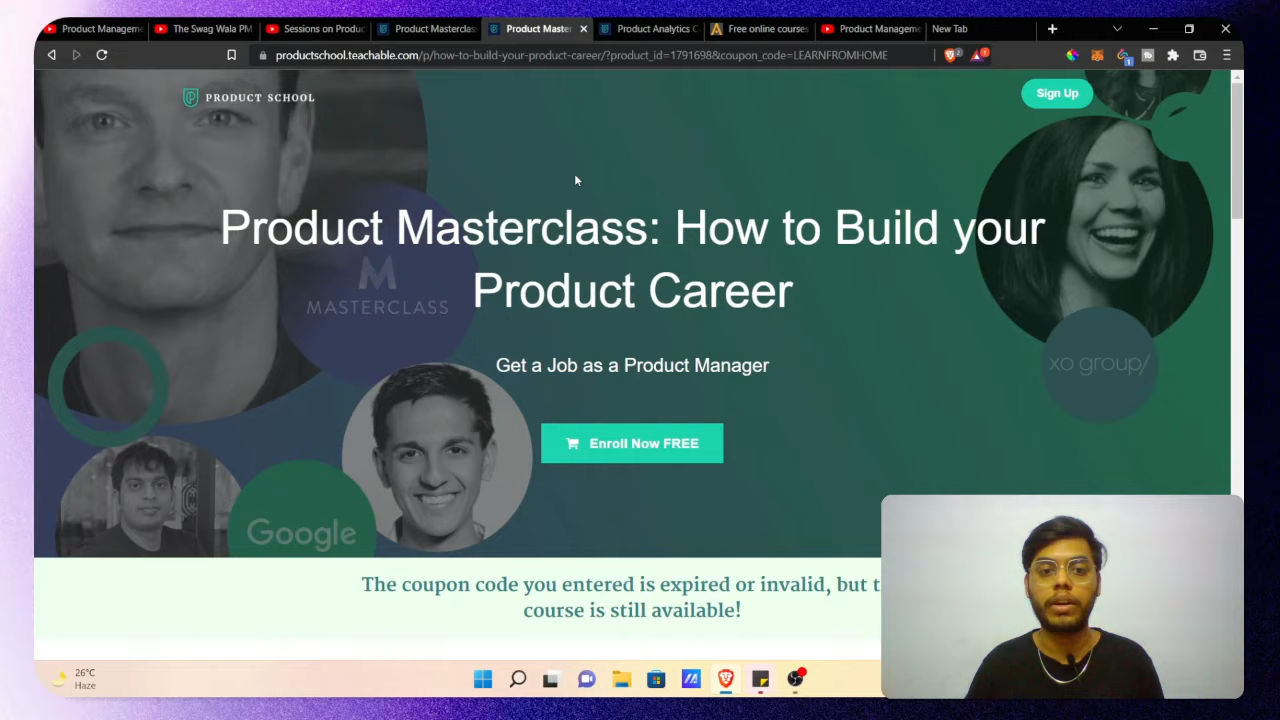 Product Manageme
The Swag Wala PM
Sessions on Produc
Product Masterclas
Product Master
Product Analytics C
Free online courses
Product Manageme
New Tab
productschool.teachable.com/p/how-to-build-your-product-career/?product_id=1791698&coupon_code=LEARNFROMHOME
2
1
PRODUCT SCHOOL
Sign Up
Product Masterclass: How to Build your
Product Career
M
MASTERCLASS
xo group/
Get a Job as a Product Manager
Enroll Now FREE
Google
The coupon code you entered is expired or invalid, but t
course is still available!
26°C
Haze